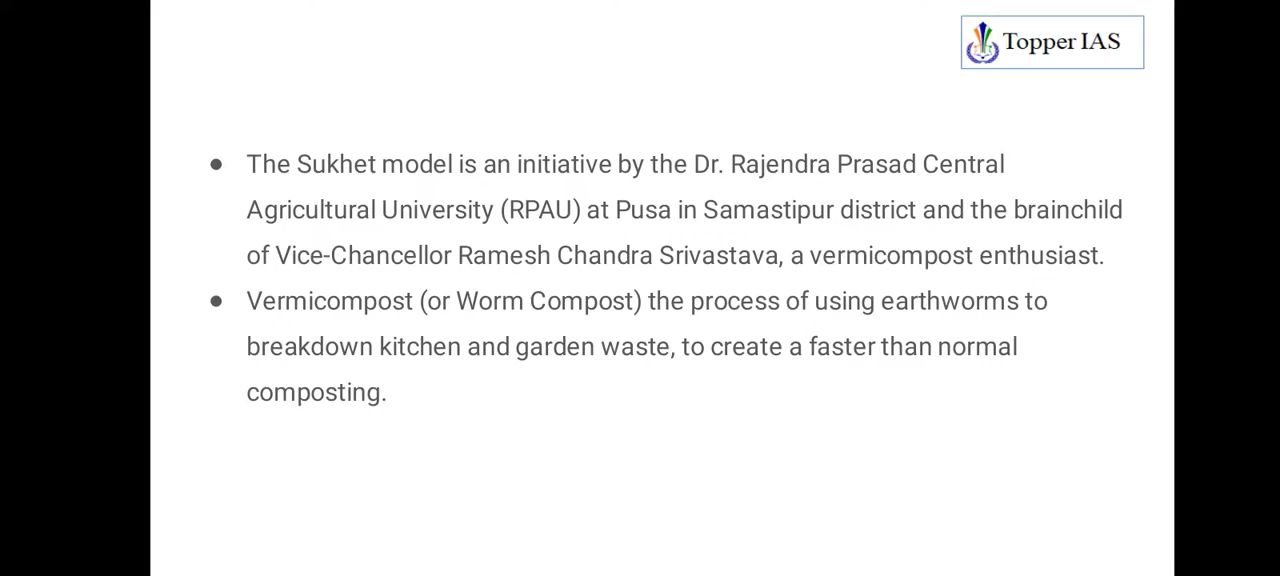 Topper IAS
● The Sukhet model is an initiative by the Dr. Rajendra Prasad Central
Agricultural University (RPAU) at Pusa in Samastipur district and the brainchild
of Vice-Chancellor Ramesh Chandra Srivastava, a vermicompost enthusiast.
● Vermicompost (or Worm Compost) the process of using earthworms to
breakdown kitchen and garden waste, to create a faster than normal
composting.